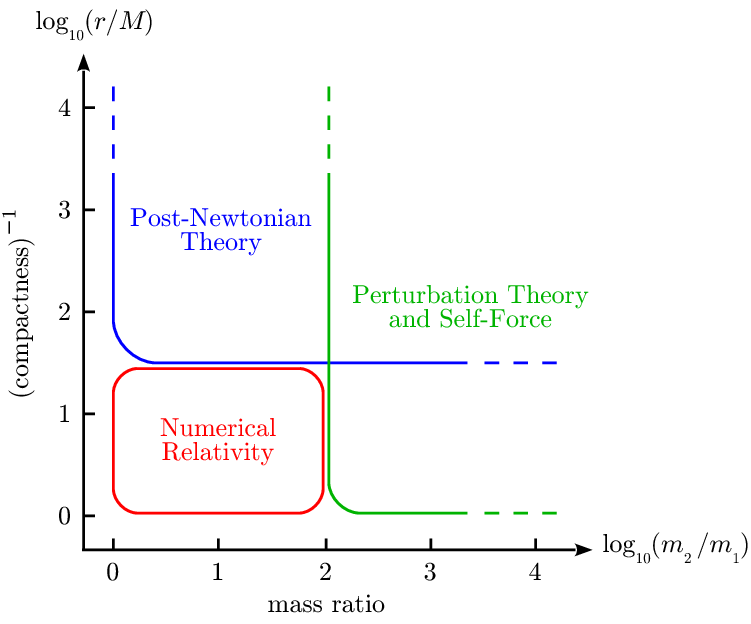 log₁₀(r/M)
4
3
2
1
0
(compactness)⁻¹
Post-Newtonian
Theory
Perturbation Theory
and Self-Force
Numerical
Relativity
0 1 2 3 4
log₁₀(m₂/m₁)
mass ratio